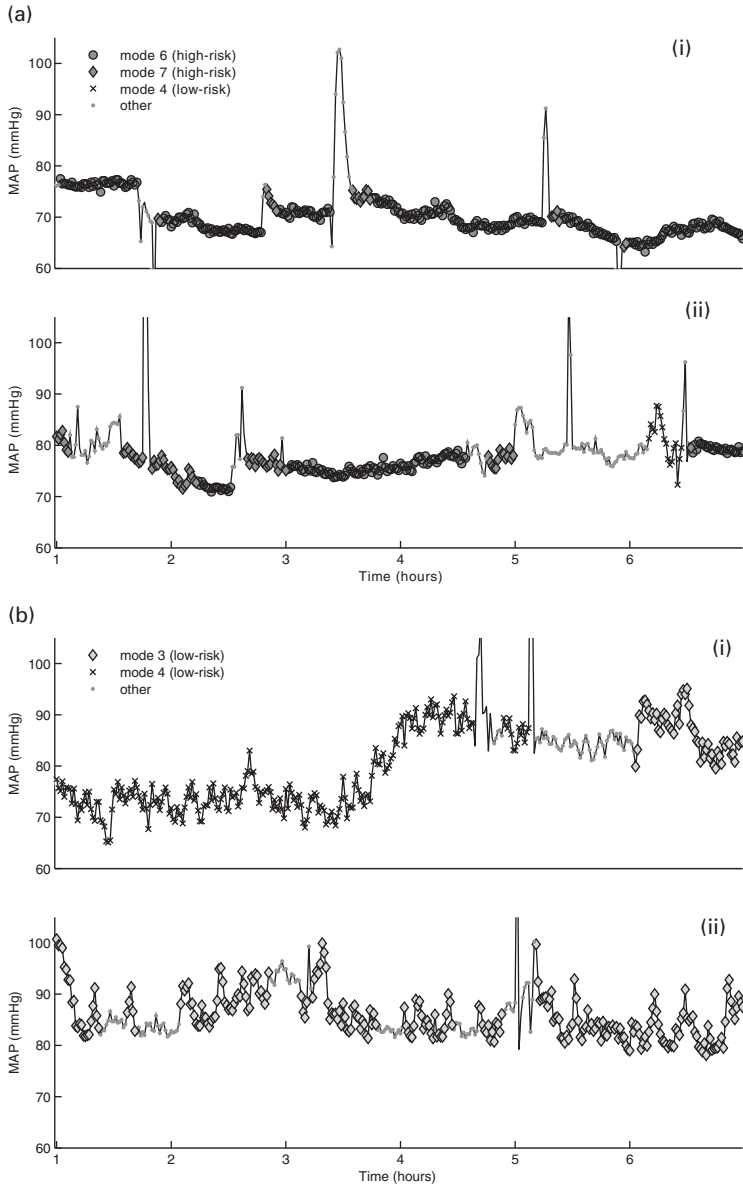 (a)
mode 6 (high-risk)
mode 7 (high-risk)
mode 4 (low-risk)
other
(i)
MAP (mmHg)
100
90
80
70
60
(ii)
MAP (mmHg)
100
90
80
70
60
1 2 3 4 5 6
Time (hours)
(b)
mode 3 (low-risk)
mode 4 (low-risk)
other
(i)
MAP (mmHg)
100
90
80
70
60
(ii)
MAP (mmHg)
100
90
80
70
60
1 2 3 4 5 6
Time (hours)